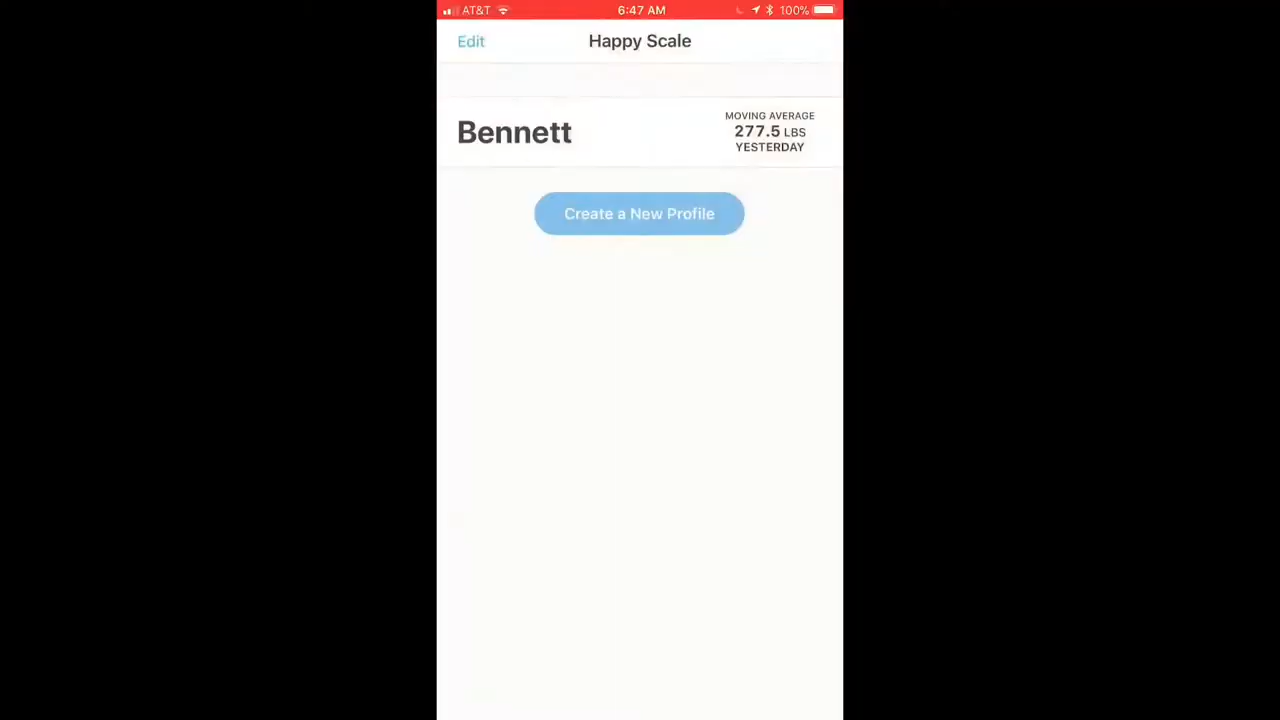 AT&T 6:47 AM 100%
Edit Happy Scale
Bennett
MOVING AVERAGE
277.5 LBS
YESTERDAY
Create a New Profile